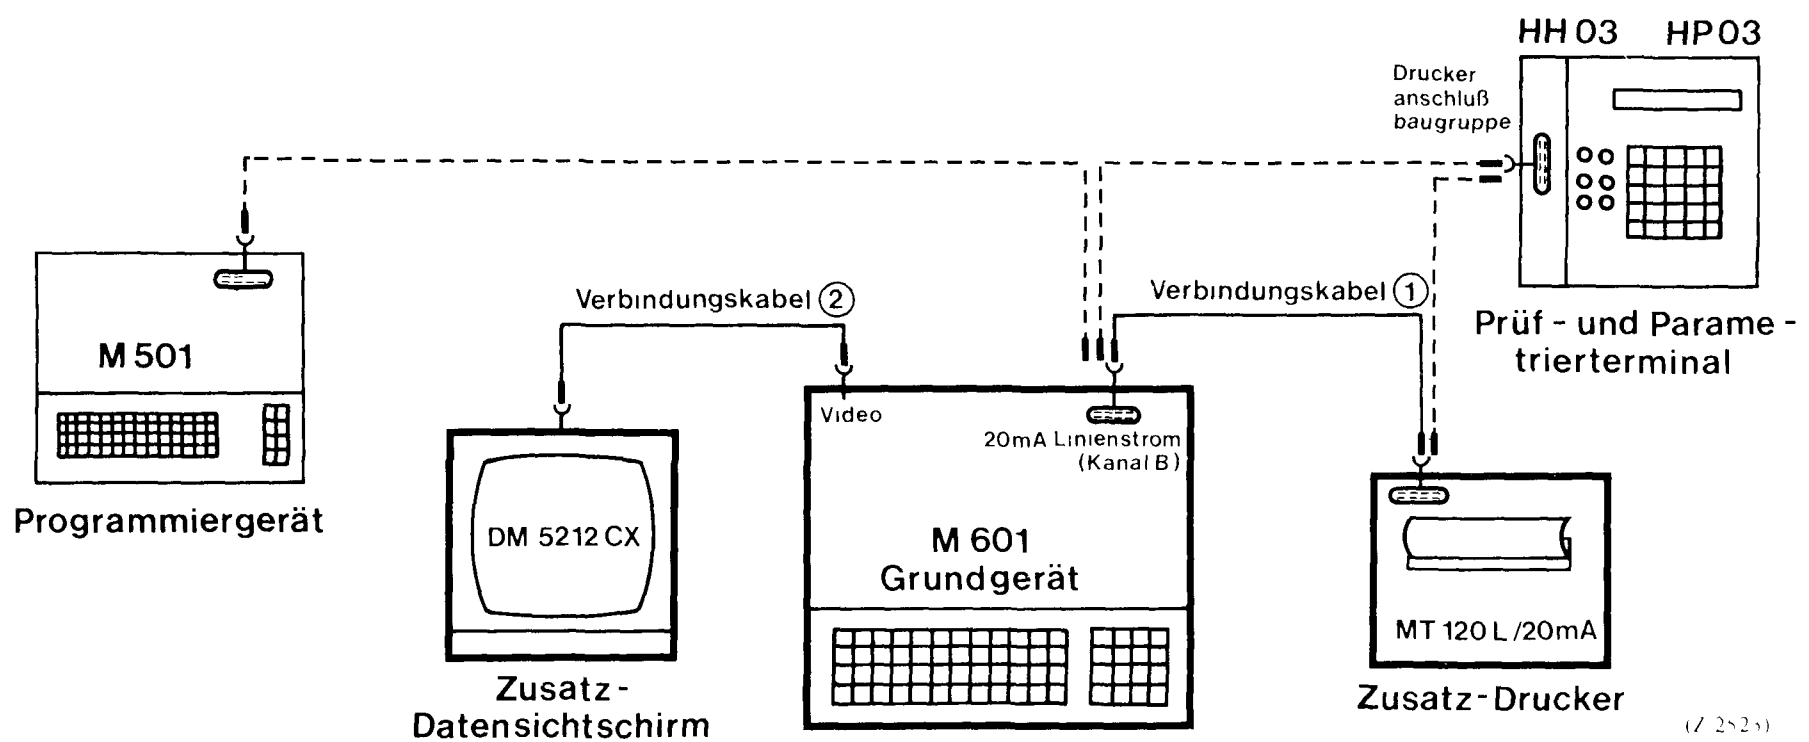 HH 03 HP 03
Drucker
anschluß
baugruppe
Verbindungskabel 2
Verbindungskabel 1
Prüf - und Parame -
trierterminal
M 501
Video
20mA Linienstrom
(Kanal B)
Programmiergerät
DM 5212 CX
M 601
Grundgerät
MT 120 L /20mA
Zusatz -
Datensichtschirm
Zusatz - Drucker